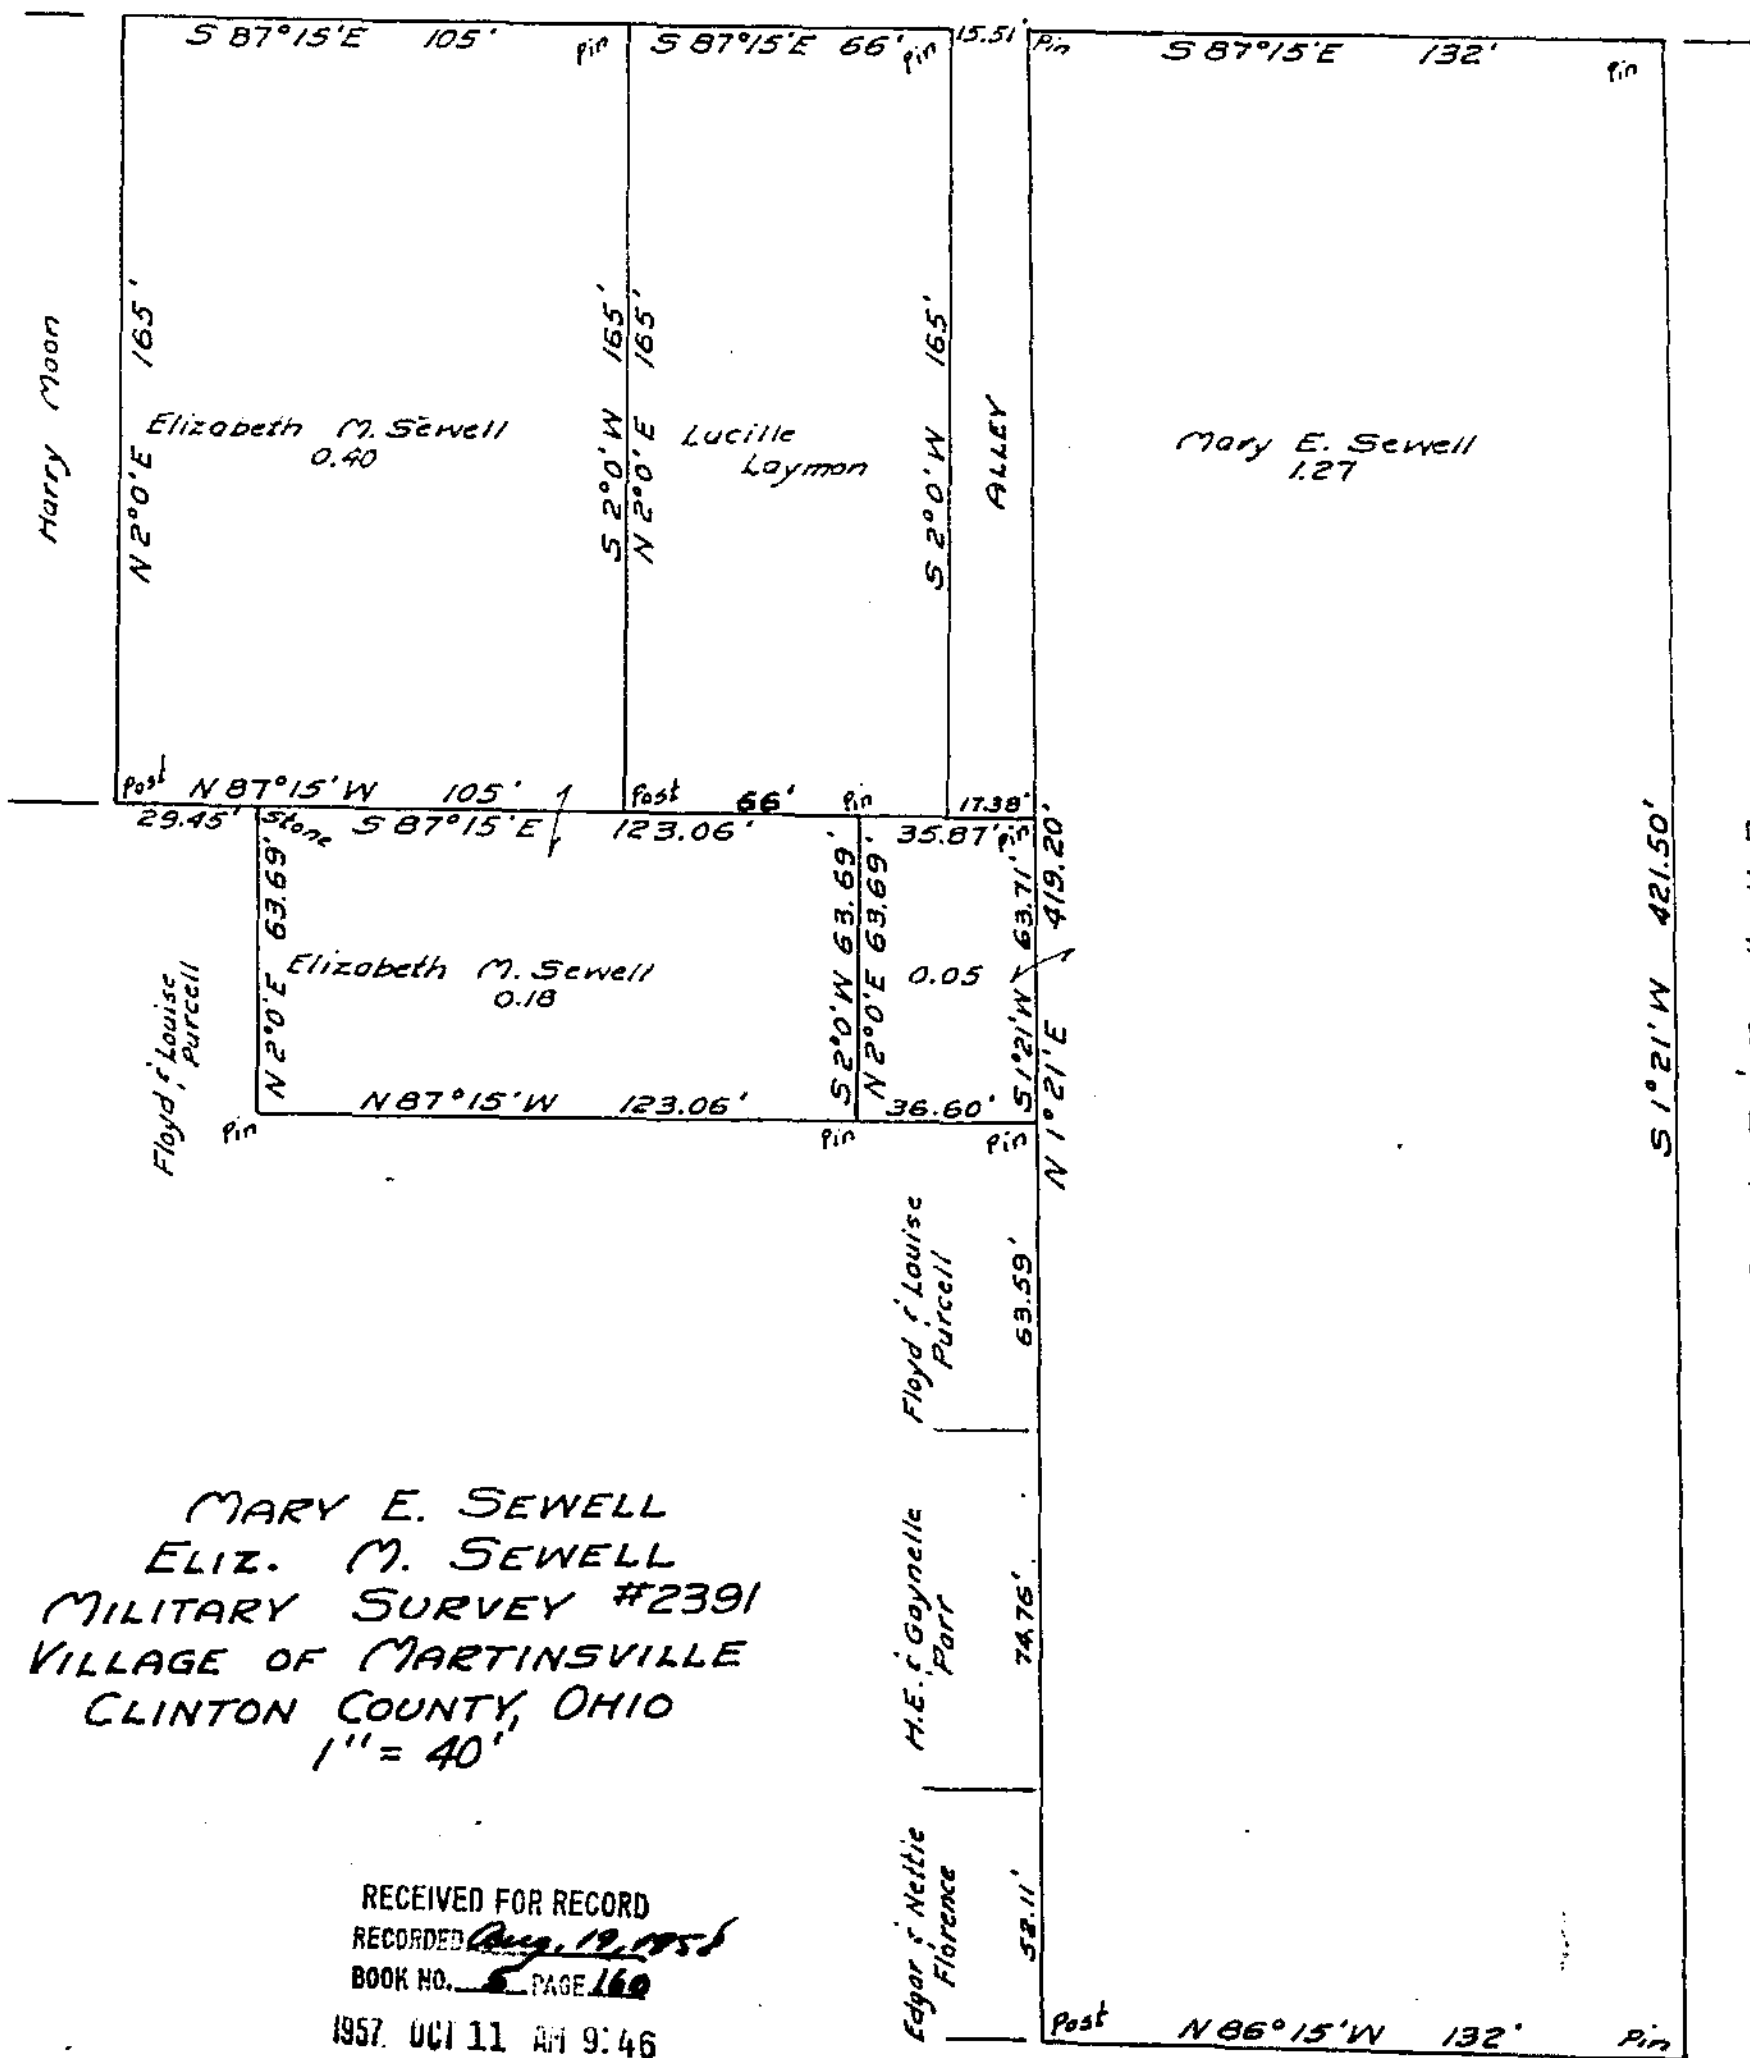 S 87°15'E 105' Pin
S 87°15'E 66' Pin
15.51' Pin
S 87°15'E 132' Pin
Harry Moon
N 2°0'E 165'
Elizabeth M. Sewell
0.40
S 2°0'W 165'
N 2°0'E 165'
Lucille
Laymon
S 2°0'W 165'
ALLEY
Mary E. Sewell
1.27
Post N 87°15'W 105'
Post 66' Pin
17.38'
29.45' Stone S 87°15'E 123.06'
35.87' Pin
N 2°0'E 63.69'
Elizabeth M. Sewell
0.18
S 2°0'W 63.69'
N 2°0'E 63.69'
0.05
S 1°21'W 63.71'
N 1°21'E 419.20'
S 1°21'W 421.50'
Floyd & Louise
Purcell
Pin N 87°15'W 123.06' Pin
36.60' Pin
Floyd & Louise
Purcell
63.59'
H.E. & Gaynelle
Parr
74.76'
Edgar & Nettie
Florence
52.11'
Post N 86°15'W 132' Pin
MARY E. SEWELL
ELIZ. M. SEWELL
MILITARY SURVEY #2391
VILLAGE OF MARTINSVILLE
CLINTON COUNTY, OHIO
1" = 40'
RECEIVED FOR RECORD
RECORDED Aug. 19, 1958
BOOK NO. 5 PAGE 160
1957 OCT 11 AM 9:46